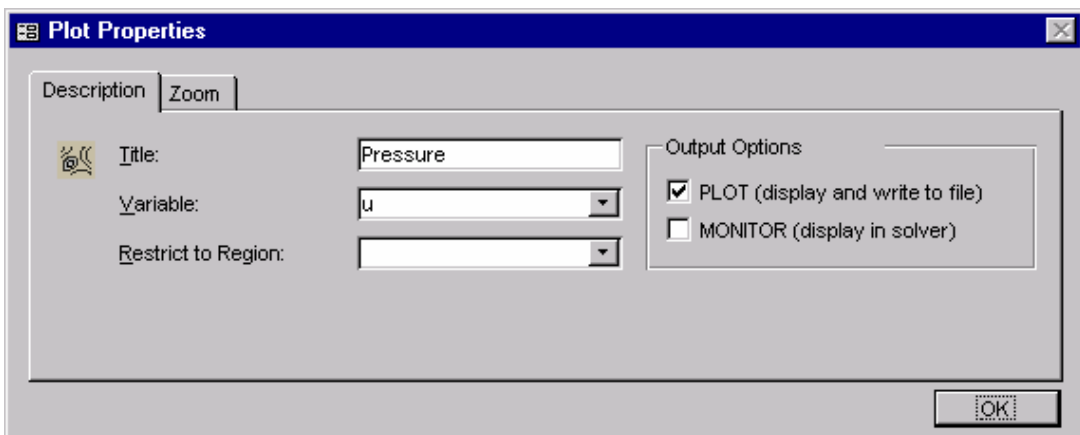 Plot Properties
Description Zoom
Title: Pressure
Variable: u
Restrict to Region:
Output Options
PLOT (display and write to file)
MONITOR (display in solver)
OK